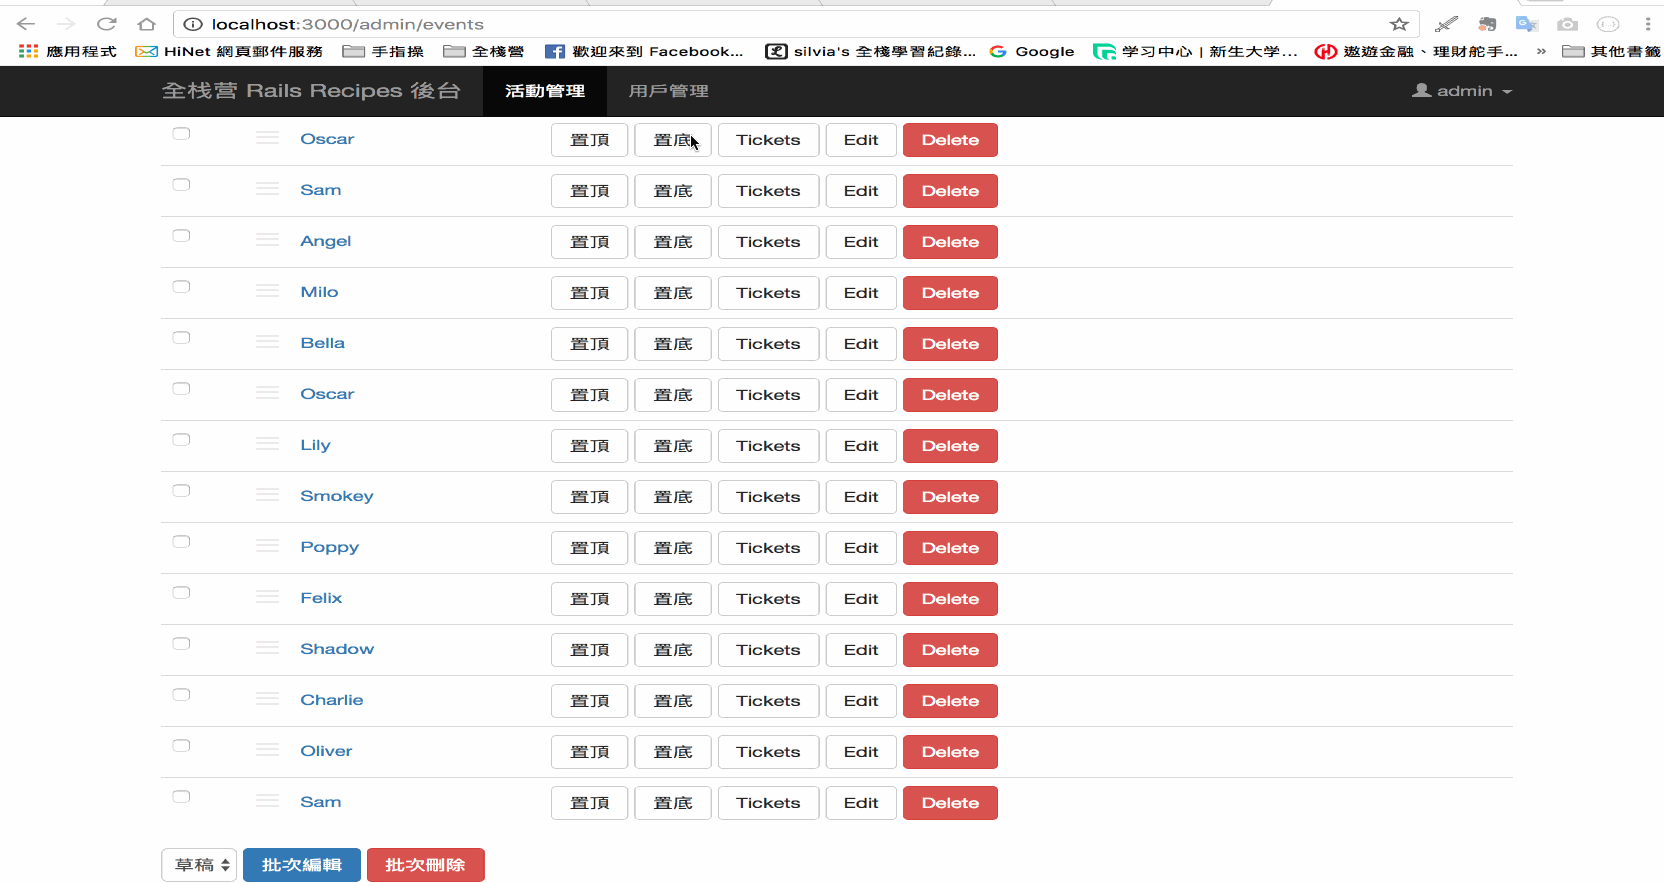 localhost:3000/admin/events
應用程式 HiNet 網頁郵件服務 手指操 全棧營 歡迎來到 Facebook... silvia's 全棧學習紀錄... Google 学习中心 | 新生大学,... 遨遊金融、理財舵手... » 其他書籤
全栈营 Rails Recipes 後台 活動管理 用戶管理 admin
Oscar 置頂 置底 Tickets Edit Delete
Sam 置頂 置底 Tickets Edit Delete
Angel 置頂 置底 Tickets Edit Delete
Milo 置頂 置底 Tickets Edit Delete
Bella 置頂 置底 Tickets Edit Delete
Oscar 置頂 置底 Tickets Edit Delete
Lily 置頂 置底 Tickets Edit Delete
Smokey 置頂 置底 Tickets Edit Delete
Poppy 置頂 置底 Tickets Edit Delete
Felix 置頂 置底 Tickets Edit Delete
Shadow 置頂 置底 Tickets Edit Delete
Charlie 置頂 置底 Tickets Edit Delete
Oliver 置頂 置底 Tickets Edit Delete
Sam 置頂 置底 Tickets Edit Delete
草稿 批次編輯 批次刪除